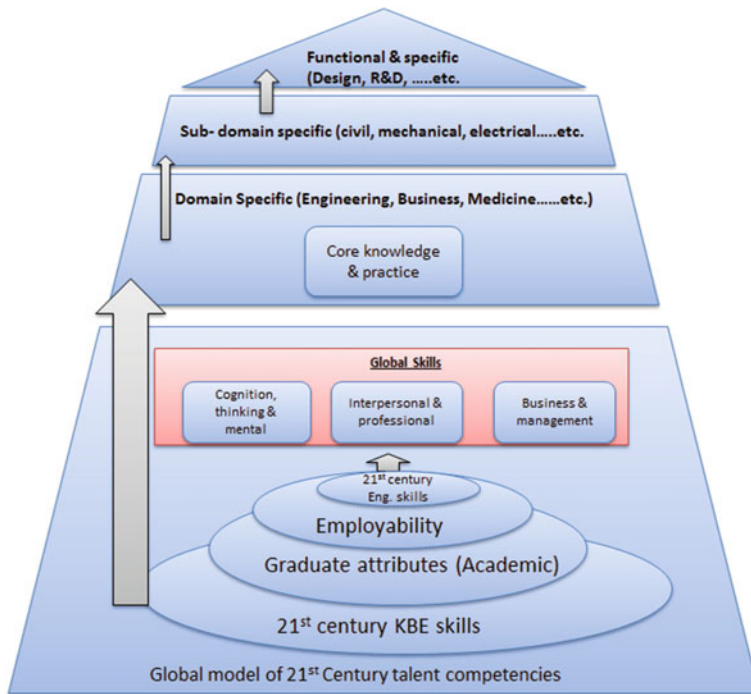 Functional & specific
(Design, R&D, .....etc.
Sub- domain specific (civil, mechanical, electrical.....etc.
Domain Specific (Engineering, Business, Medicine......etc.)
Core knowledge
& practice
Global Skills
Cognition,
thinking &
mental
Interpersonal &
professional
Business &
management
21st century
Eng. skills
Employability
Graduate attributes (Academic)
21st century KBE skills
Global model of 21st Century talent competencies